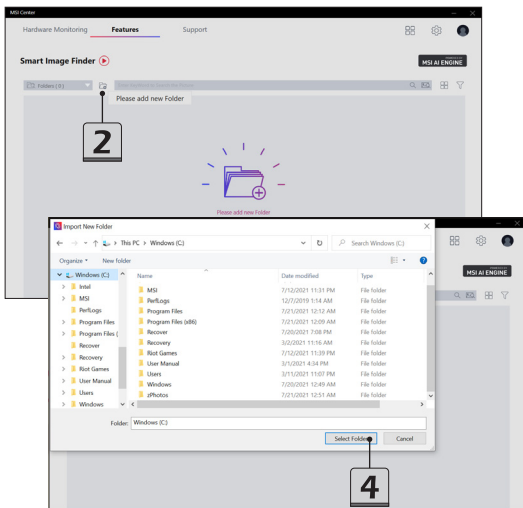 MSI Center
Hardware Monitoring Features Support
Smart Image Finder
POWERED BY
MSI AI ENGINE
Folders ( 0 )
Please add new Folder
2
Please add new Folder
Import New Folder
This PC > Windows (C:)
Search Windows (C:)
Organize New folder
Windows (C:)
Intel
MSI
PerfLogs
Program Files
Program Files (
Recover
Recovery
Riot Games
User Manual
Users
Windows
Name Date modified Type
MSI 7/12/2021 11:31 PM File folder
PerfLogs 12/7/2019 1:14 AM File folder
Program Files 7/21/2021 12:12 AM File folder
Program Files (x86) 7/21/2021 12:09 AM File folder
Recover 7/20/2021 7:08 PM File folder
Recovery 3/2/2021 11:16 AM File folder
Riot Games 7/12/2021 11:39 PM File folder
User Manual 3/1/2021 4:34 PM File folder
Users 3/11/2021 11:07 PM File folder
Windows 7/20/2021 12:49 AM File folder
zPhotos 7/21/2021 12:51 AM File folder
Folder: Windows (C:)
Select Folder Cancel
MSI AI ENGINE
4